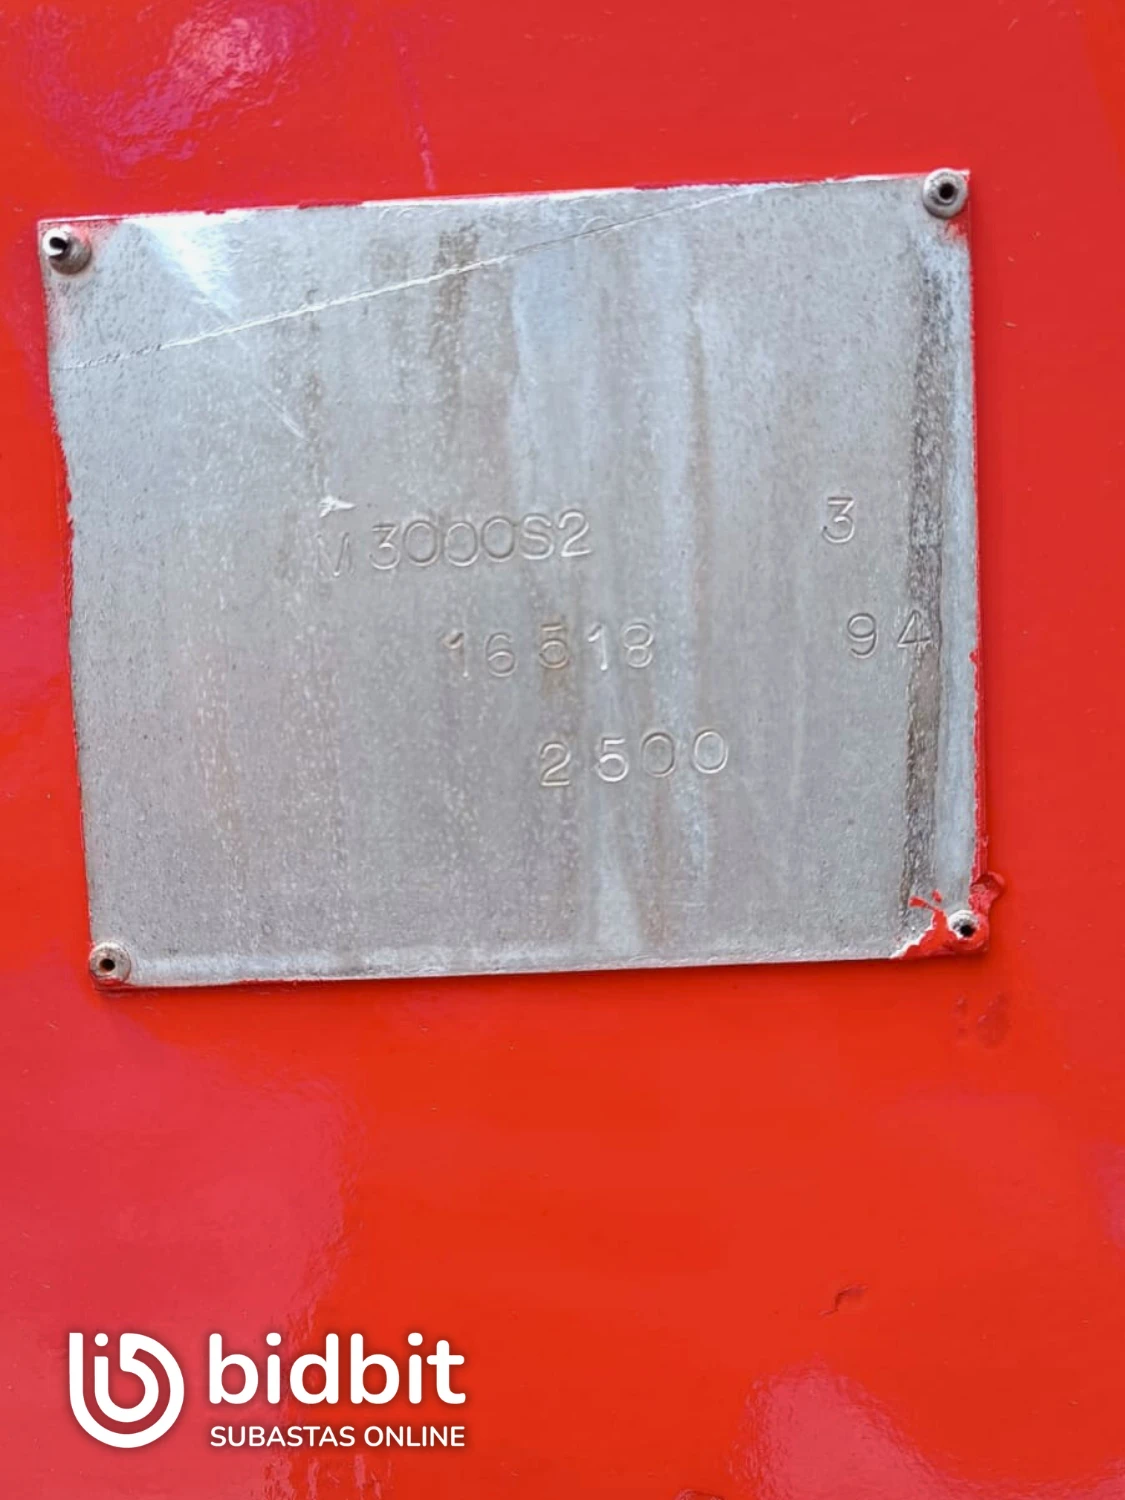 M 3000S2 3
16518 94
2500
bidbit
SUBASTAS ONLINE